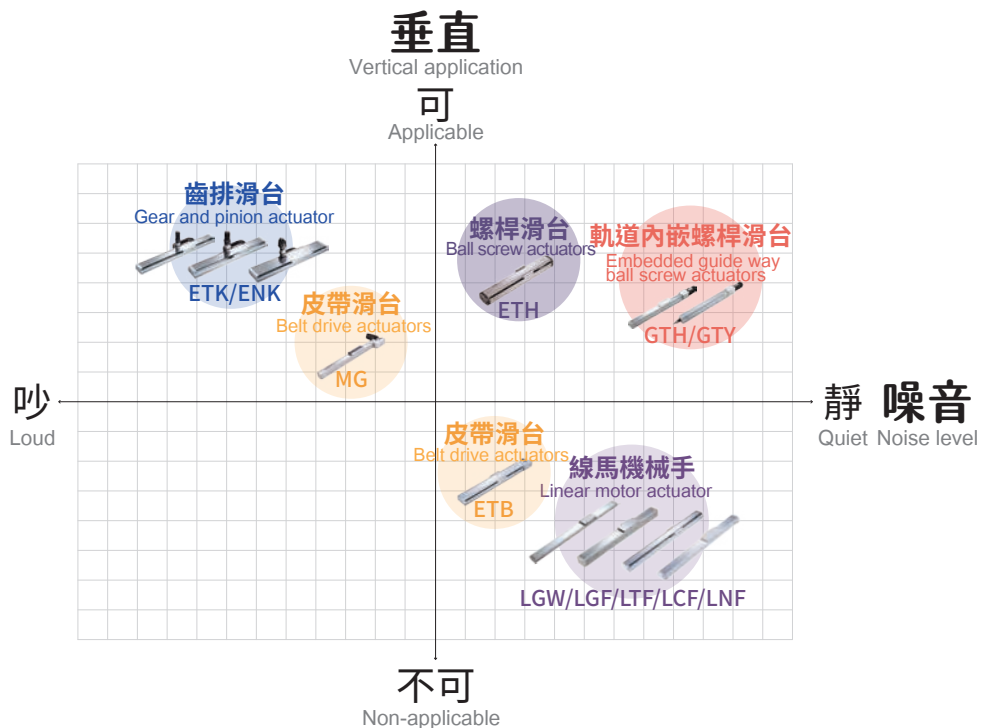 垂直
Vertical application
可
Applicable
齒排滑台
Gear and pinion actuator
ETK/ENK
螺桿滑台
Ball screw actuators
ETH
軌道內嵌螺桿滑台
Embedded guide way
ball screw actuators
GTH/GTY
皮帶滑台
Belt drive actuators
MG
吵
Loud
靜
Quiet
噪音
Noise level
皮帶滑台
Belt drive actuators
ETB
線馬機械手
Linear motor actuator
LGW/LGF/LTF/LCF/LNF
不可
Non-applicable